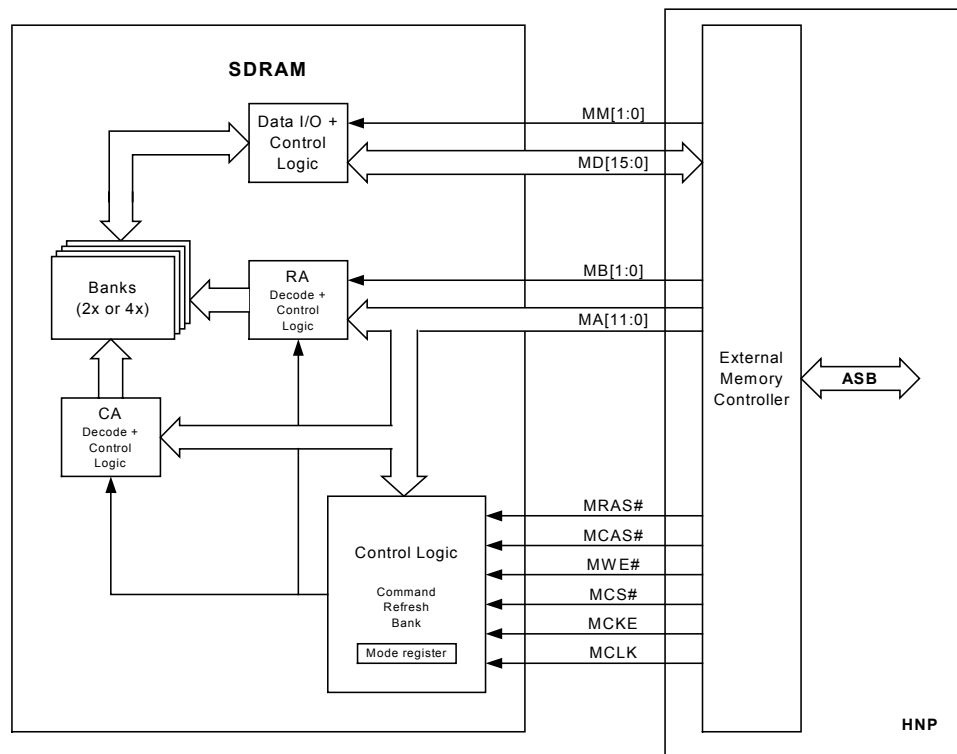 SDRAM
Data I/O +
Control
Logic
MM[1:0]
MD[15:0]
Banks
(2x or 4x)
RA
Decode +
Control
Logic
MB[1:0]
MA[11:0]
External
Memory
Controller
ASB
CA
Decode +
Control
Logic
Control Logic
Command
Refresh
Bank
Mode register
MRAS#
MCAS#
MWE#
MCS#
MCKE
MCLK
HNP